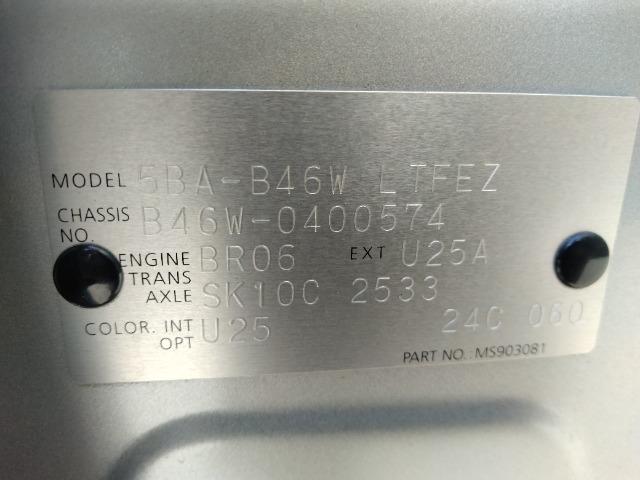 MODEL 5BA-B46W LTFEZ
CHASSIS NO. B46W-0400574
ENGINE BR06 EXT U25A
TRANS AXLE SK10C 2533
COLOR. INT OPT U25 24C 060
PART NO.: MS903081